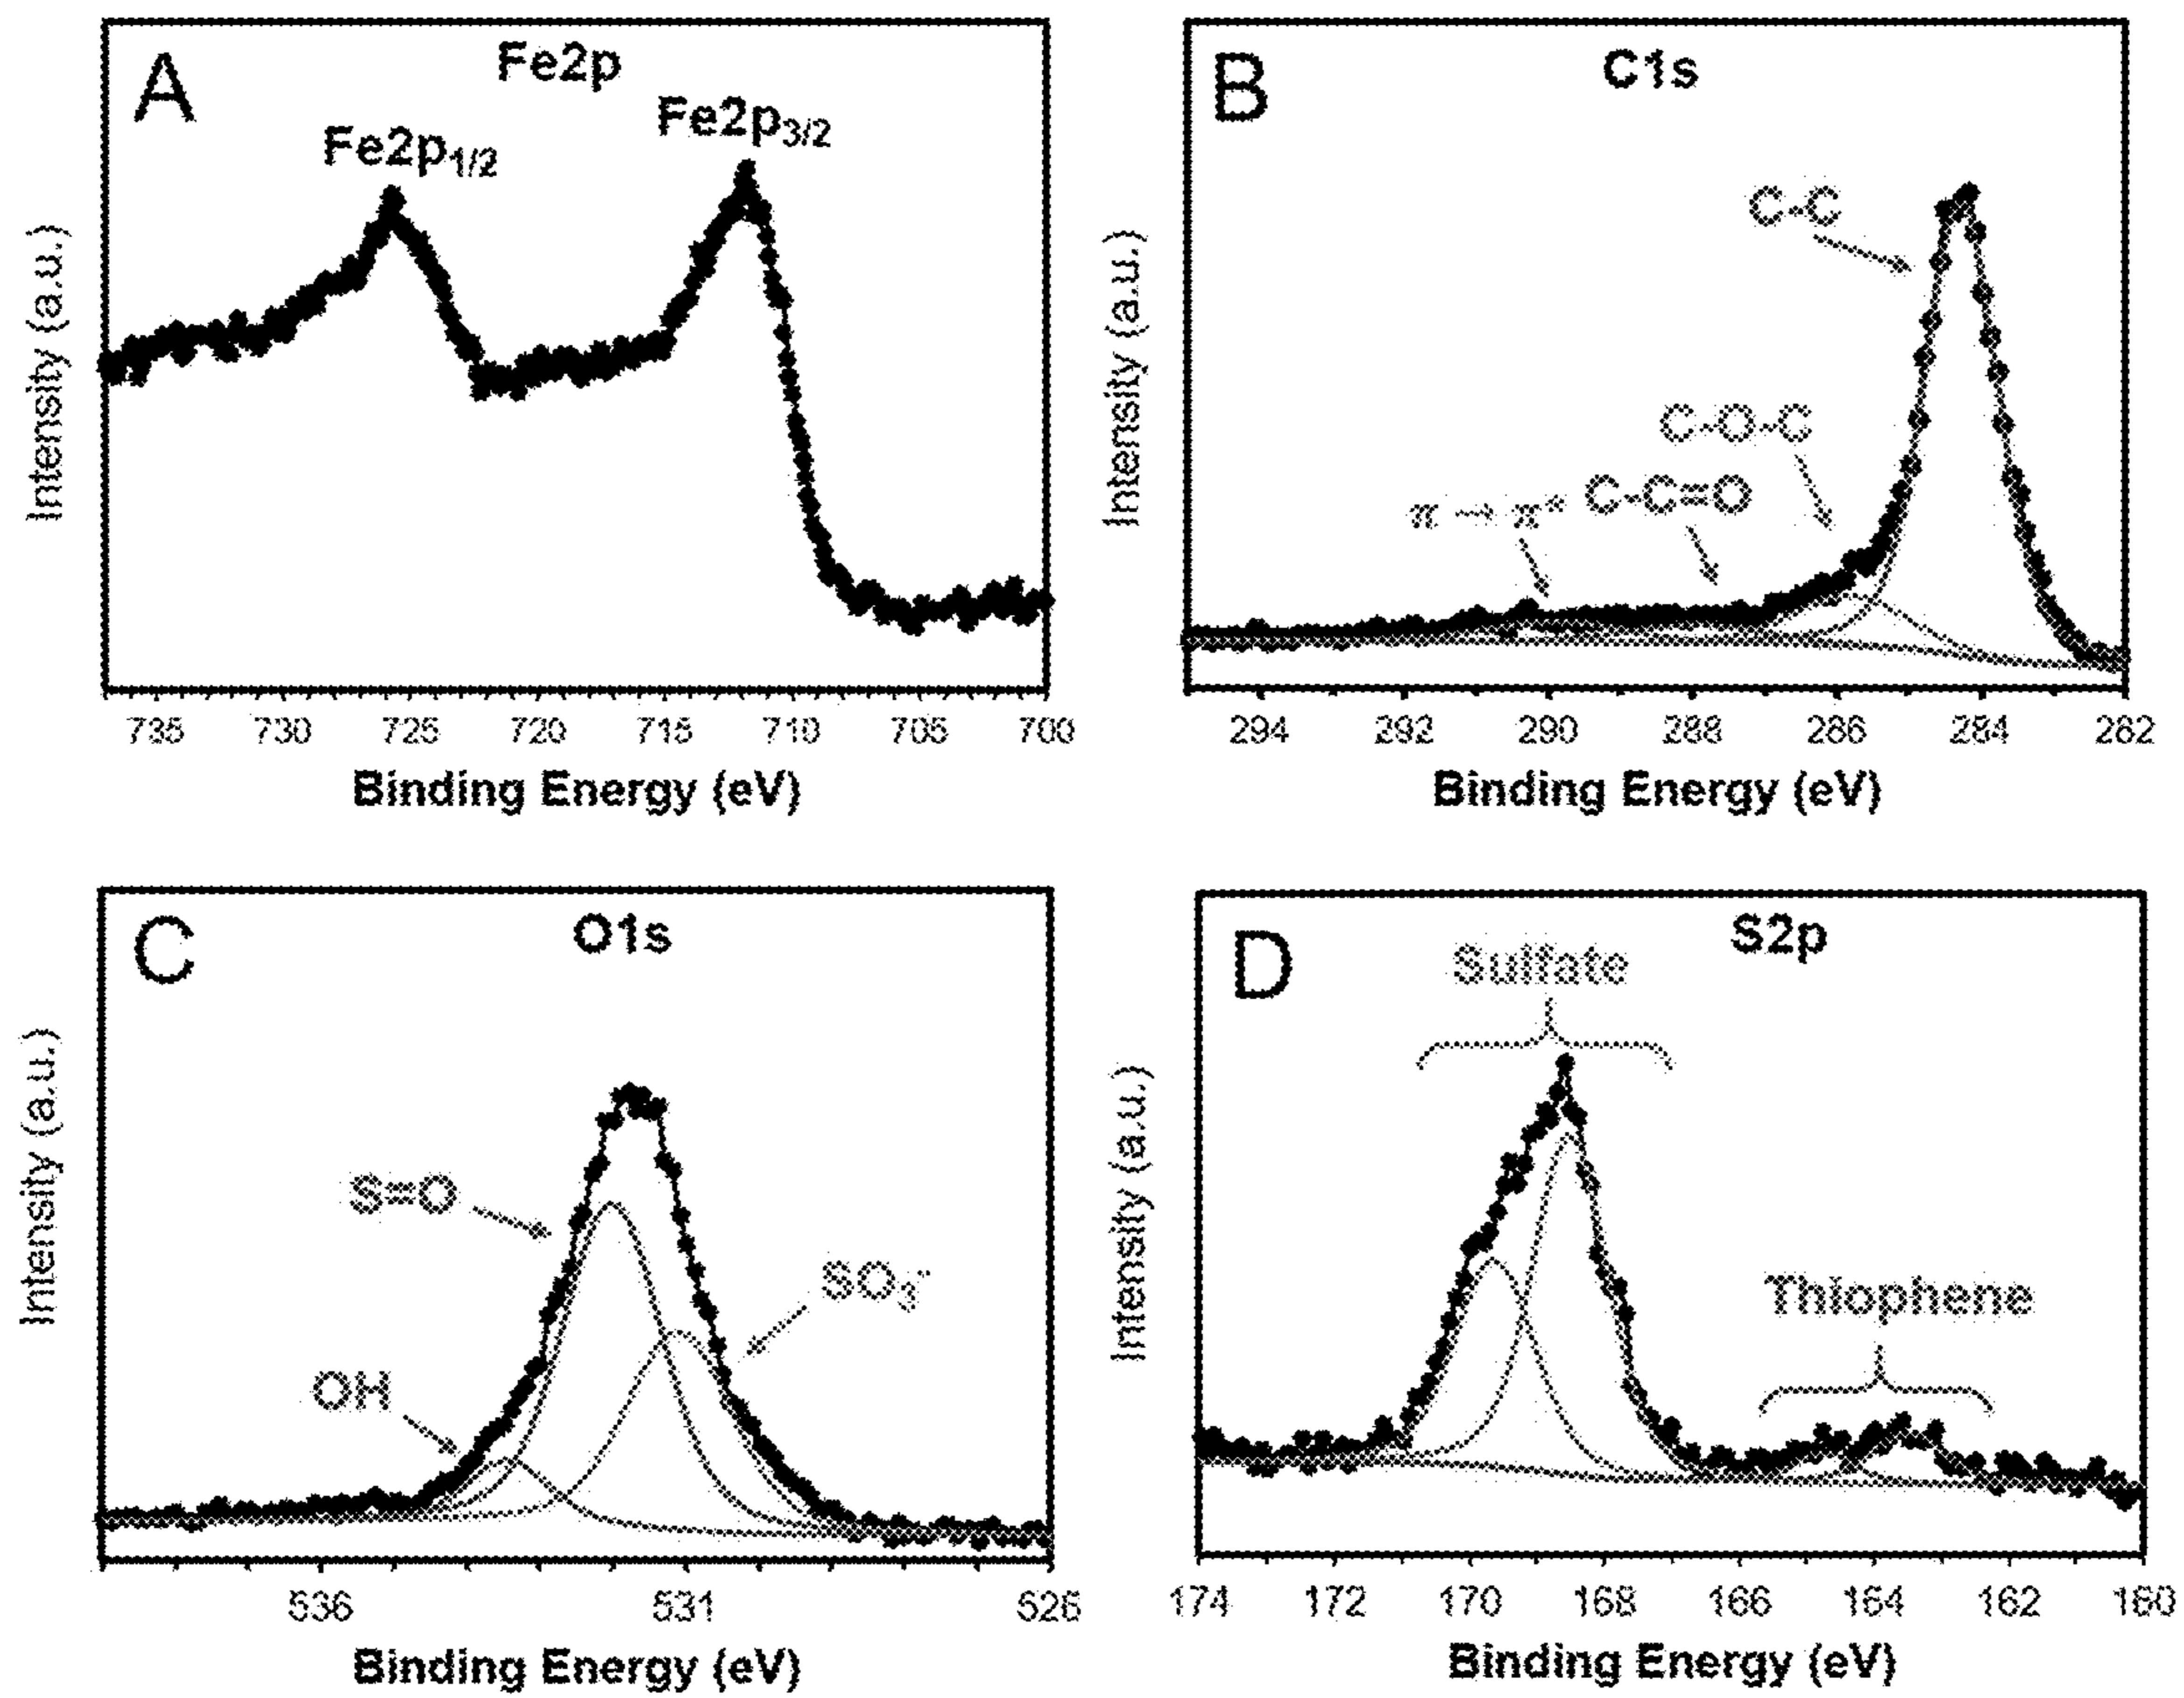 A
Fe2p
Fe2p1/2
Fe2p3/2
Intensity (a.u.)
735 730 725 720 715 710 705 700
Binding Energy (eV)
B
C1s
C-C
C-O-C
C-C=O
π → π*
Intensity (a.u.)
294 292 290 288 286 284 282
Binding Energy (eV)
C
O1s
S=O
SO3-
OH
Intensity (a.u.)
536 531 526
Binding Energy (eV)
D
S2p
Sulfate
Thiophene
Intensity (a.u.)
174 172 170 168 166 164 162 160
Binding Energy (eV)